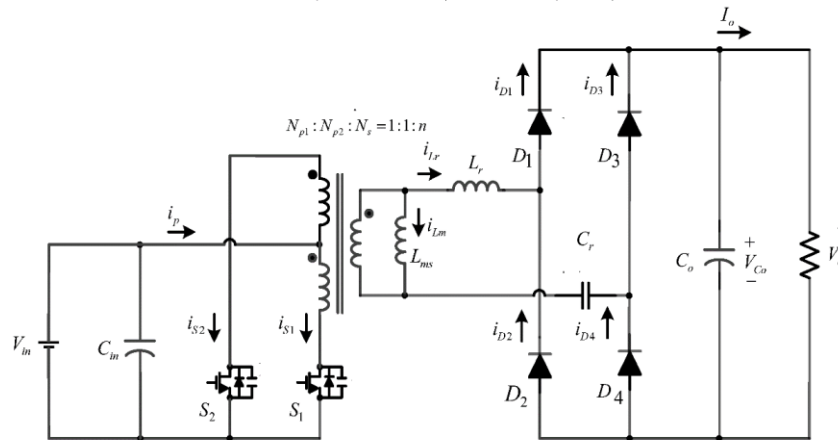 I_o
i_{D1}
i_{D3}
N_{p1} : N_{p2} : N_s = 1:1:n
i_{Lr}
L_r
D_1
D_3
i_p
i_{Lm}
L_{ms}
C_r
C_o
+
V_{Co}
−
i_{S2}
i_{S1}
i_{D2}
i_{D4}
V_{in}
C_{in}
S_2
S_1
D_2
D_4